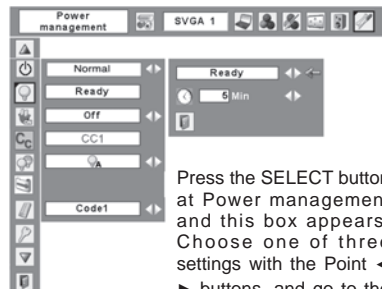 Power
management
SVGA 1
Normal
Ready
Off
CC1
A
Code1
Ready
5 Min
Press the SELECT button
at Power management
and this box appears.
Choose one of three
settings with the Point ◄
► buttons, and go to the